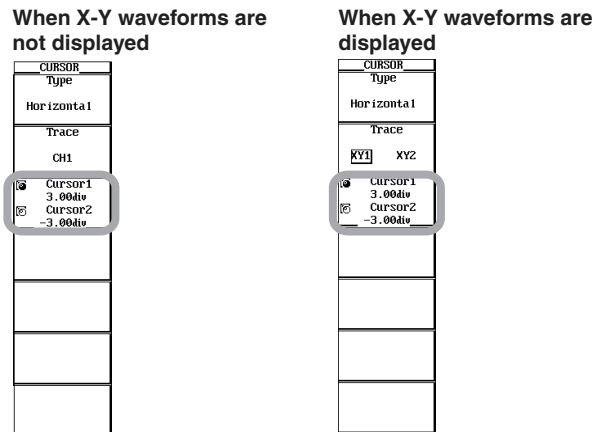 When X-Y waveforms are
not displayed
CURSOR
Type
Horizontal
Trace
CH1
Cursor1
3.00div
Cursor2
-3.00div
When X-Y waveforms are
displayed
CURSOR
Type
Horizontal
Trace
XY1 XY2
Cursor1
3.00div
Cursor2
-3.00div